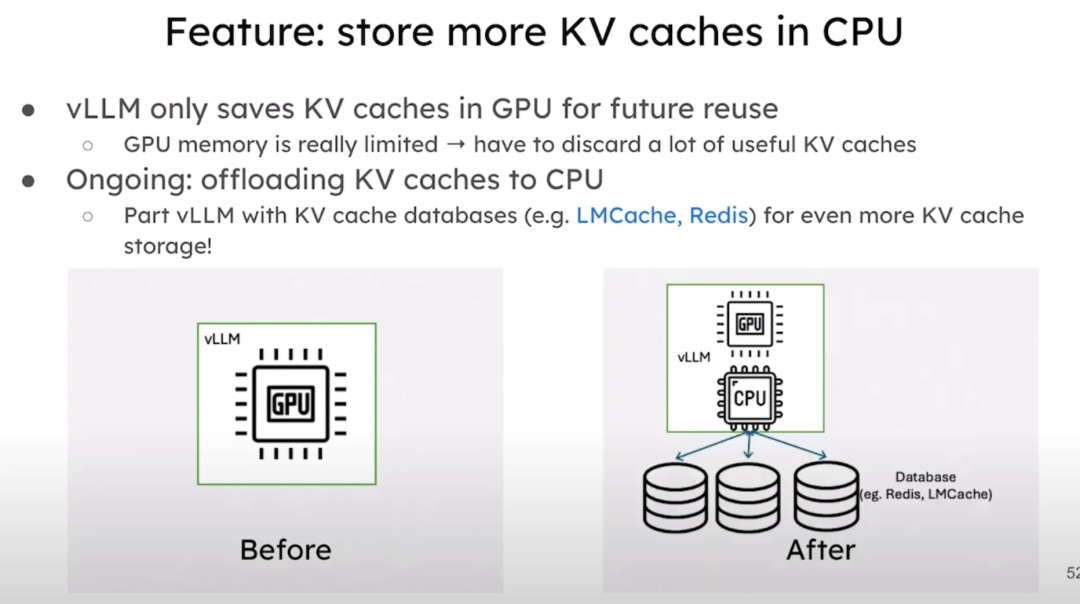 Feature: store more KV caches in CPU
● vLLM only saves KV caches in GPU for future reuse
○ GPU memory is really limited → have to discard a lot of useful KV caches
● Ongoing: offloading KV caches to CPU
○ Part vLLM with KV cache databases (e.g. LMCache, Redis) for even more KV cache
storage!
vLLM
GPU
Before
GPU
vLLM
CPU
Database
(eg. Redis, LMCache)
After
52